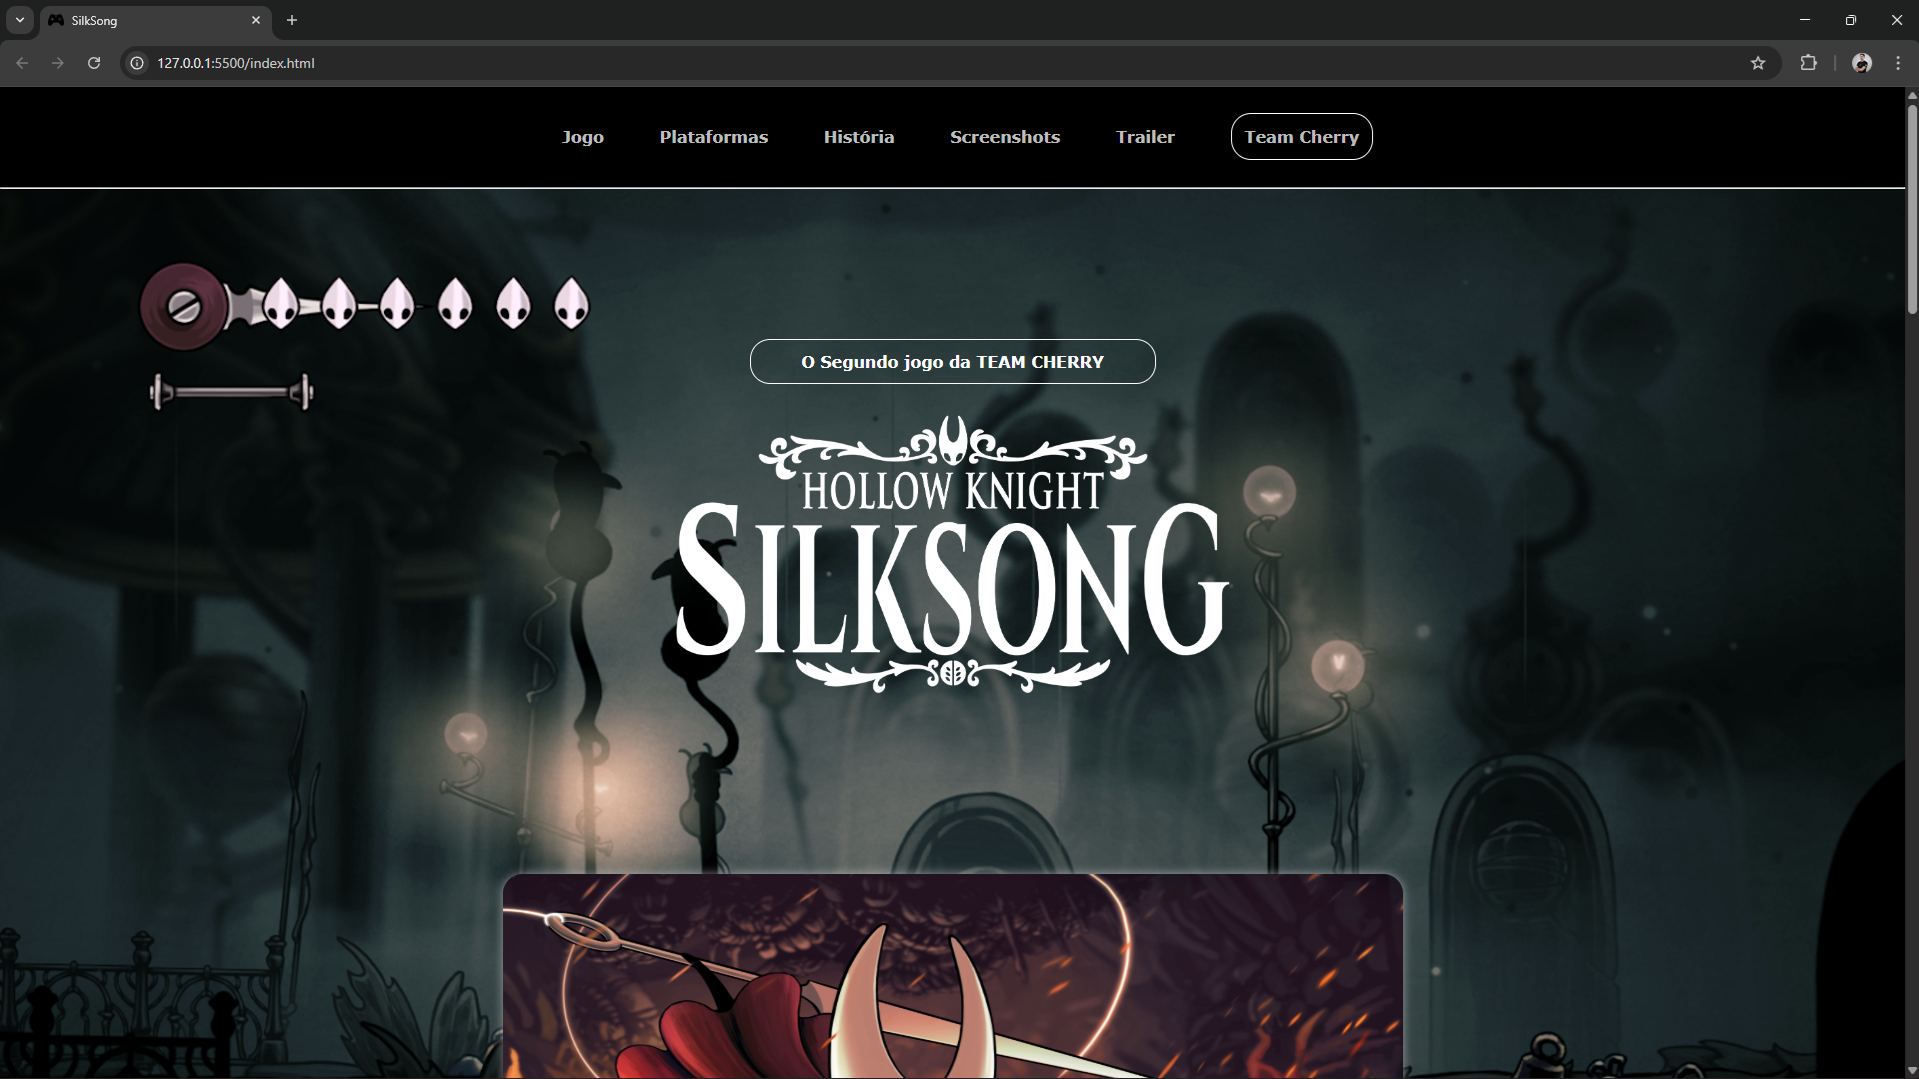 SilkSong
127.0.0.1:5500/index.html
Jogo Plataformas História Screenshots Trailer Team Cherry
O Segundo jogo da TEAM CHERRY
HOLLOW KNIGHT
SILKSONG